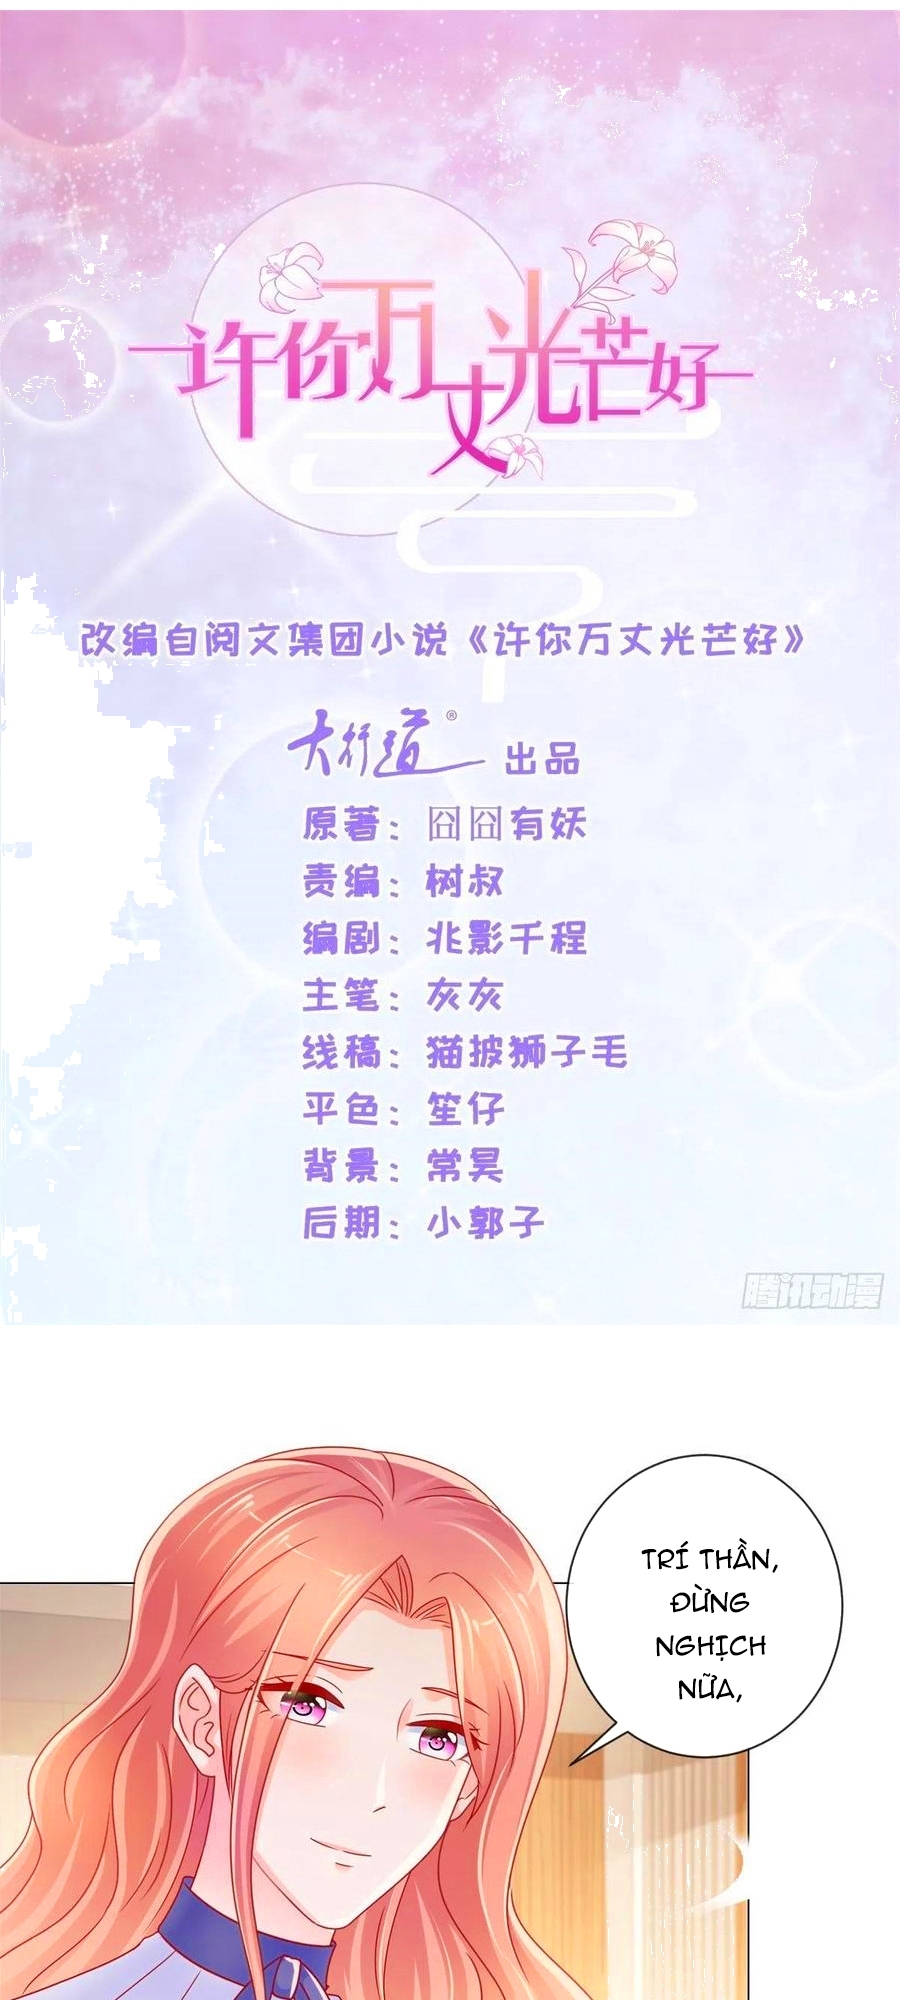 许你万丈光芒好
改编自阅文集团小说《许你万丈光芒好》
大行道® 出品
原著：囧囧有妖
责编：树叔
编剧：兆影千程
主笔：灰灰
线稿：猫披狮子毛
平色：笙仔
背景：常昊
后期：小郭子
腾讯动漫
TRÍ THẦN,
ĐỪNG
NGHỊCH
NỮA,